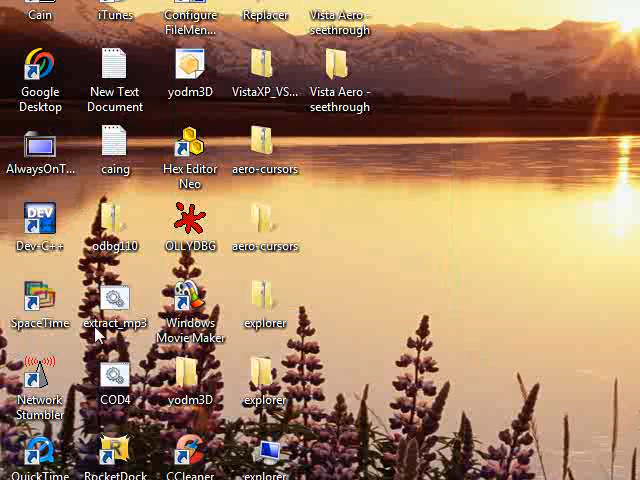 Cain
iTunes
Configure
FileMen...
Replacer
Vista Aero -
seethrough
Google
Desktop
New Text
Document
yodm3D
VistaXP_VS...
Vista Aero -
seethrough
AlwaysOnT...
caing
Hex Editor
Neo
aero-cursors
DEV
Dev-C++
odbg110
OLLYDBG
aero-cursors
SpaceTime
extract_mp3
Windows
Movie Maker
explorer
Network
Stumbler
COD4
yodm3D
explorer
QuickTime
RocketDock
CCleaner
explorer